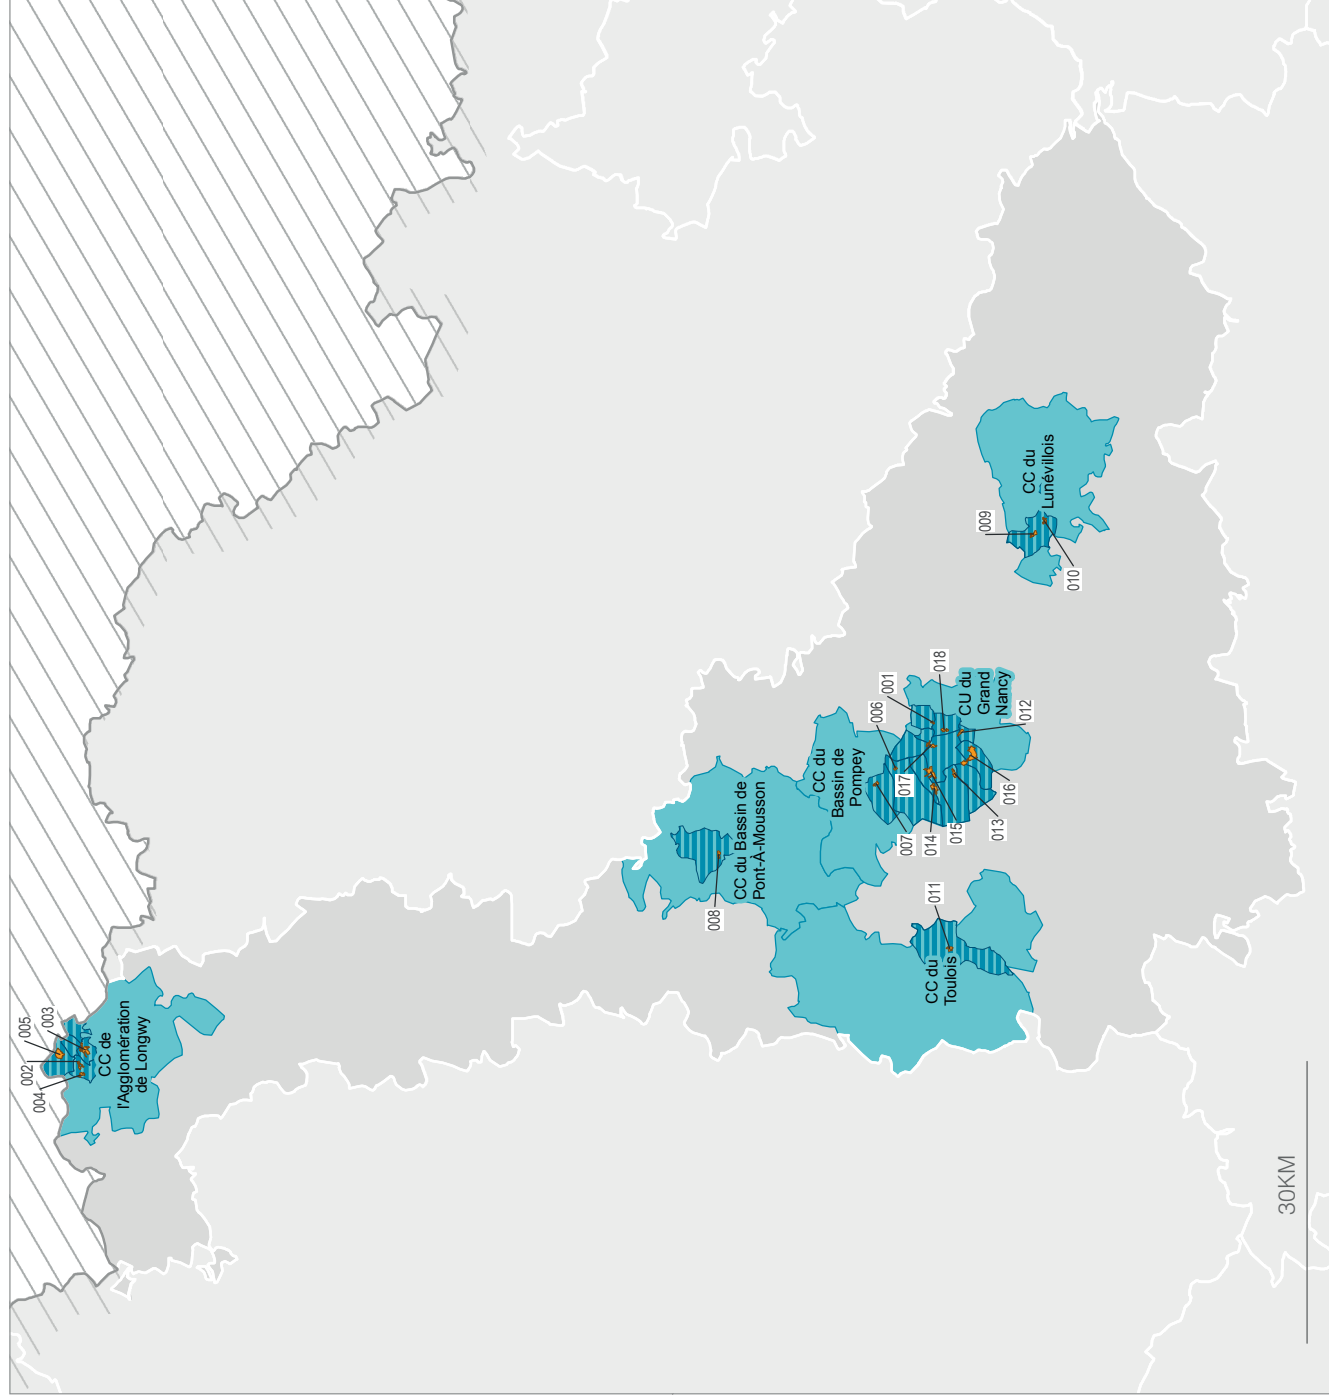 004
002
005
003
CC de
l'Agglomération
de Longwy
008
CC du Bassin de
Pont-À-Mousson
CC du
Bassin de
Pompey
006
001
018
CU du
Grand
Nancy
012
017
007
014
015
013
016
011
CC du
Toulois
009
CC du
Lunévillois
010
30KM